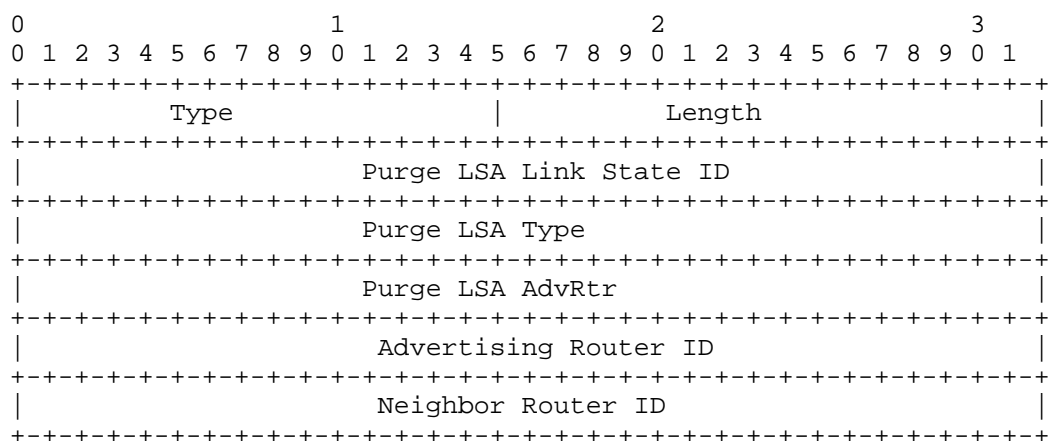 0                   1                   2                   3
0 1 2 3 4 5 6 7 8 9 0 1 2 3 4 5 6 7 8 9 0 1 2 3 4 5 6 7 8 9 0 1
+-+-+-+-+-+-+-+-+-+-+-+-+-+-+-+-+-+-+-+-+-+-+-+-+-+-+-+-+-+-+-+-+
|         Type                |          Length                 |
+-+-+-+-+-+-+-+-+-+-+-+-+-+-+-+-+-+-+-+-+-+-+-+-+-+-+-+-+-+-+-+-+
|                     Purge LSA Link State ID                   |
+-+-+-+-+-+-+-+-+-+-+-+-+-+-+-+-+-+-+-+-+-+-+-+-+-+-+-+-+-+-+-+-+
|                     Purge LSA Type                            |
+-+-+-+-+-+-+-+-+-+-+-+-+-+-+-+-+-+-+-+-+-+-+-+-+-+-+-+-+-+-+-+-+
|                     Purge LSA AdvRtr                          |
+-+-+-+-+-+-+-+-+-+-+-+-+-+-+-+-+-+-+-+-+-+-+-+-+-+-+-+-+-+-+-+-+
|                      Advertising Router ID                    |
+-+-+-+-+-+-+-+-+-+-+-+-+-+-+-+-+-+-+-+-+-+-+-+-+-+-+-+-+-+-+-+-+
|                      Neighbor Router ID                       |
+-+-+-+-+-+-+-+-+-+-+-+-+-+-+-+-+-+-+-+-+-+-+-+-+-+-+-+-+-+-+-+-+